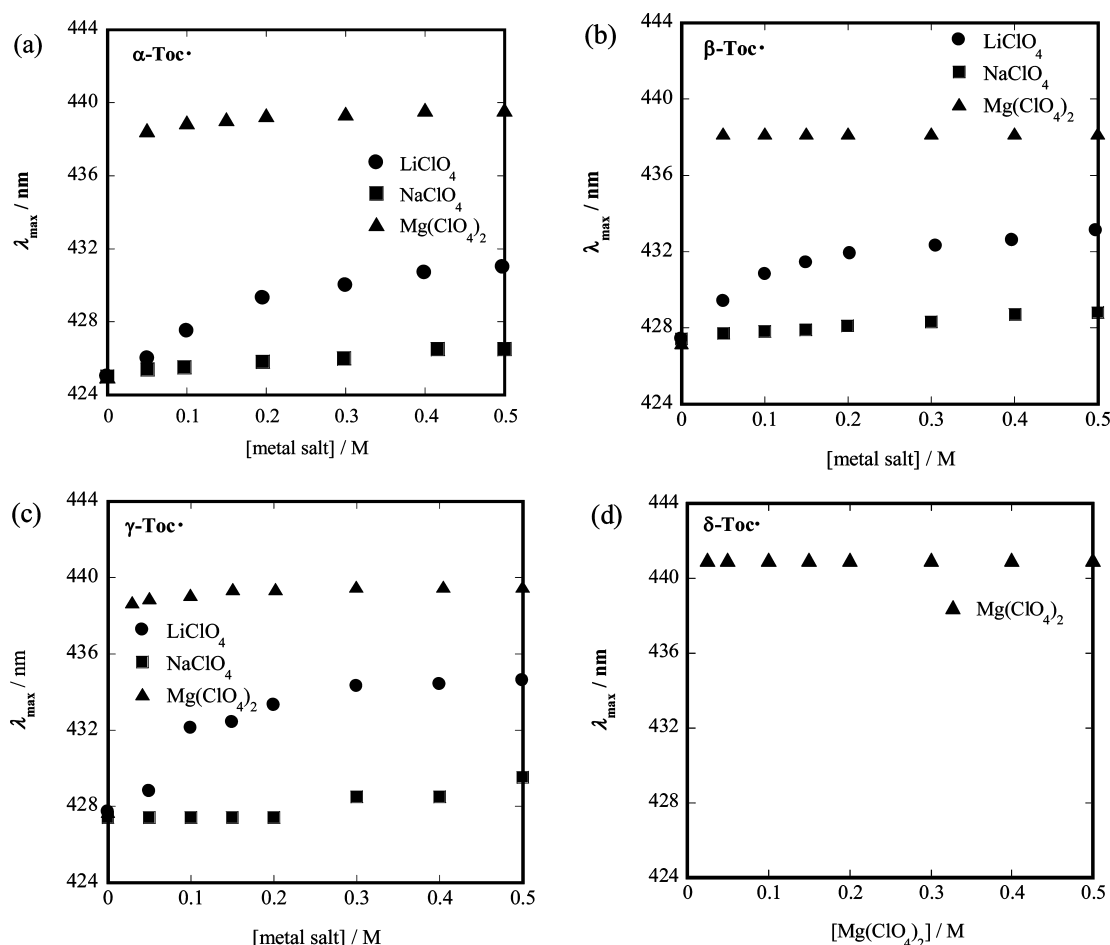 (a)
α-Toc·
444
440
436
432
428
424
λmax / nm
LiClO4
NaClO4
Mg(ClO4)2
0
0.1
0.2
0.3
0.4
0.5
[metal salt] / M
(b)
β-Toc·
444
440
436
432
428
424
λmax / nm
LiClO4
NaClO4
Mg(ClO4)2
0
0.1
0.2
0.3
0.4
0.5
[metal salt] / M
(c)
γ-Toc·
444
440
436
432
428
424
λmax / nm
LiClO4
NaClO4
Mg(ClO4)2
0
0.1
0.2
0.3
0.4
0.5
[metal salt] / M
(d)
δ-Toc·
444
440
436
432
428
424
λmax / nm
Mg(ClO4)2
0
0.1
0.2
0.3
0.4
0.5
[Mg(ClO4)2] / M